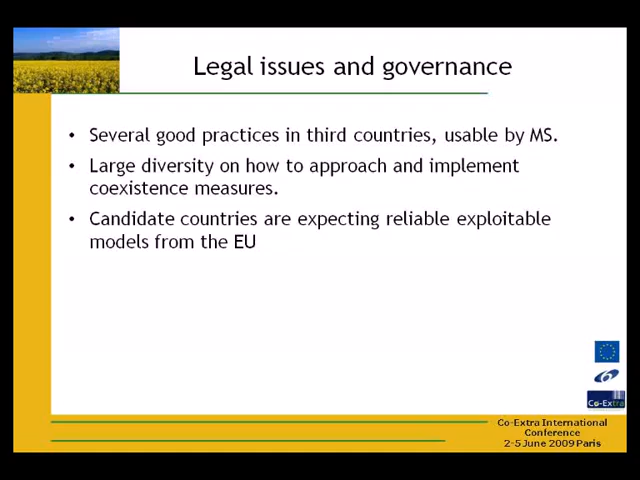 Legal issues and governance
• Several good practices in third countries, usable by MS.
• Large diversity on how to approach and implement
coexistence measures.
• Candidate countries are expecting reliable exploitable
models from the EU
6
Co-Extra
Co-Extra International
Conference
2-5 June 2009 Paris